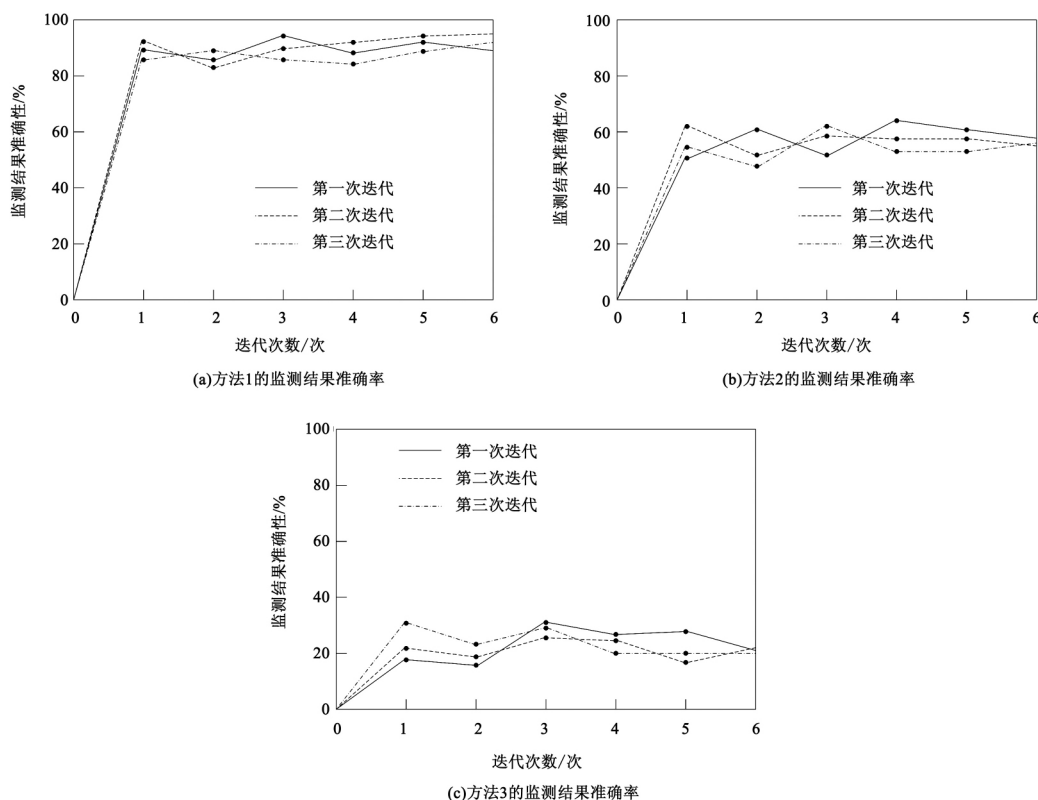 100
80
60
40
20
0
监测结果准确性/%
第一次迭代
第二次迭代
第三次迭代
0 1 2 3 4 5 6
迭代次数/次
(a)方法1的监测结果准确率
100
80
60
40
20
0
监测结果准确性/%
第一次迭代
第二次迭代
第三次迭代
0 1 2 3 4 5 6
迭代次数/次
(b)方法2的监测结果准确率
100
80
60
40
20
0
监测结果准确性/%
第一次迭代
第二次迭代
第三次迭代
0 1 2 3 4 5 6
迭代次数/次
(c)方法3的监测结果准确率